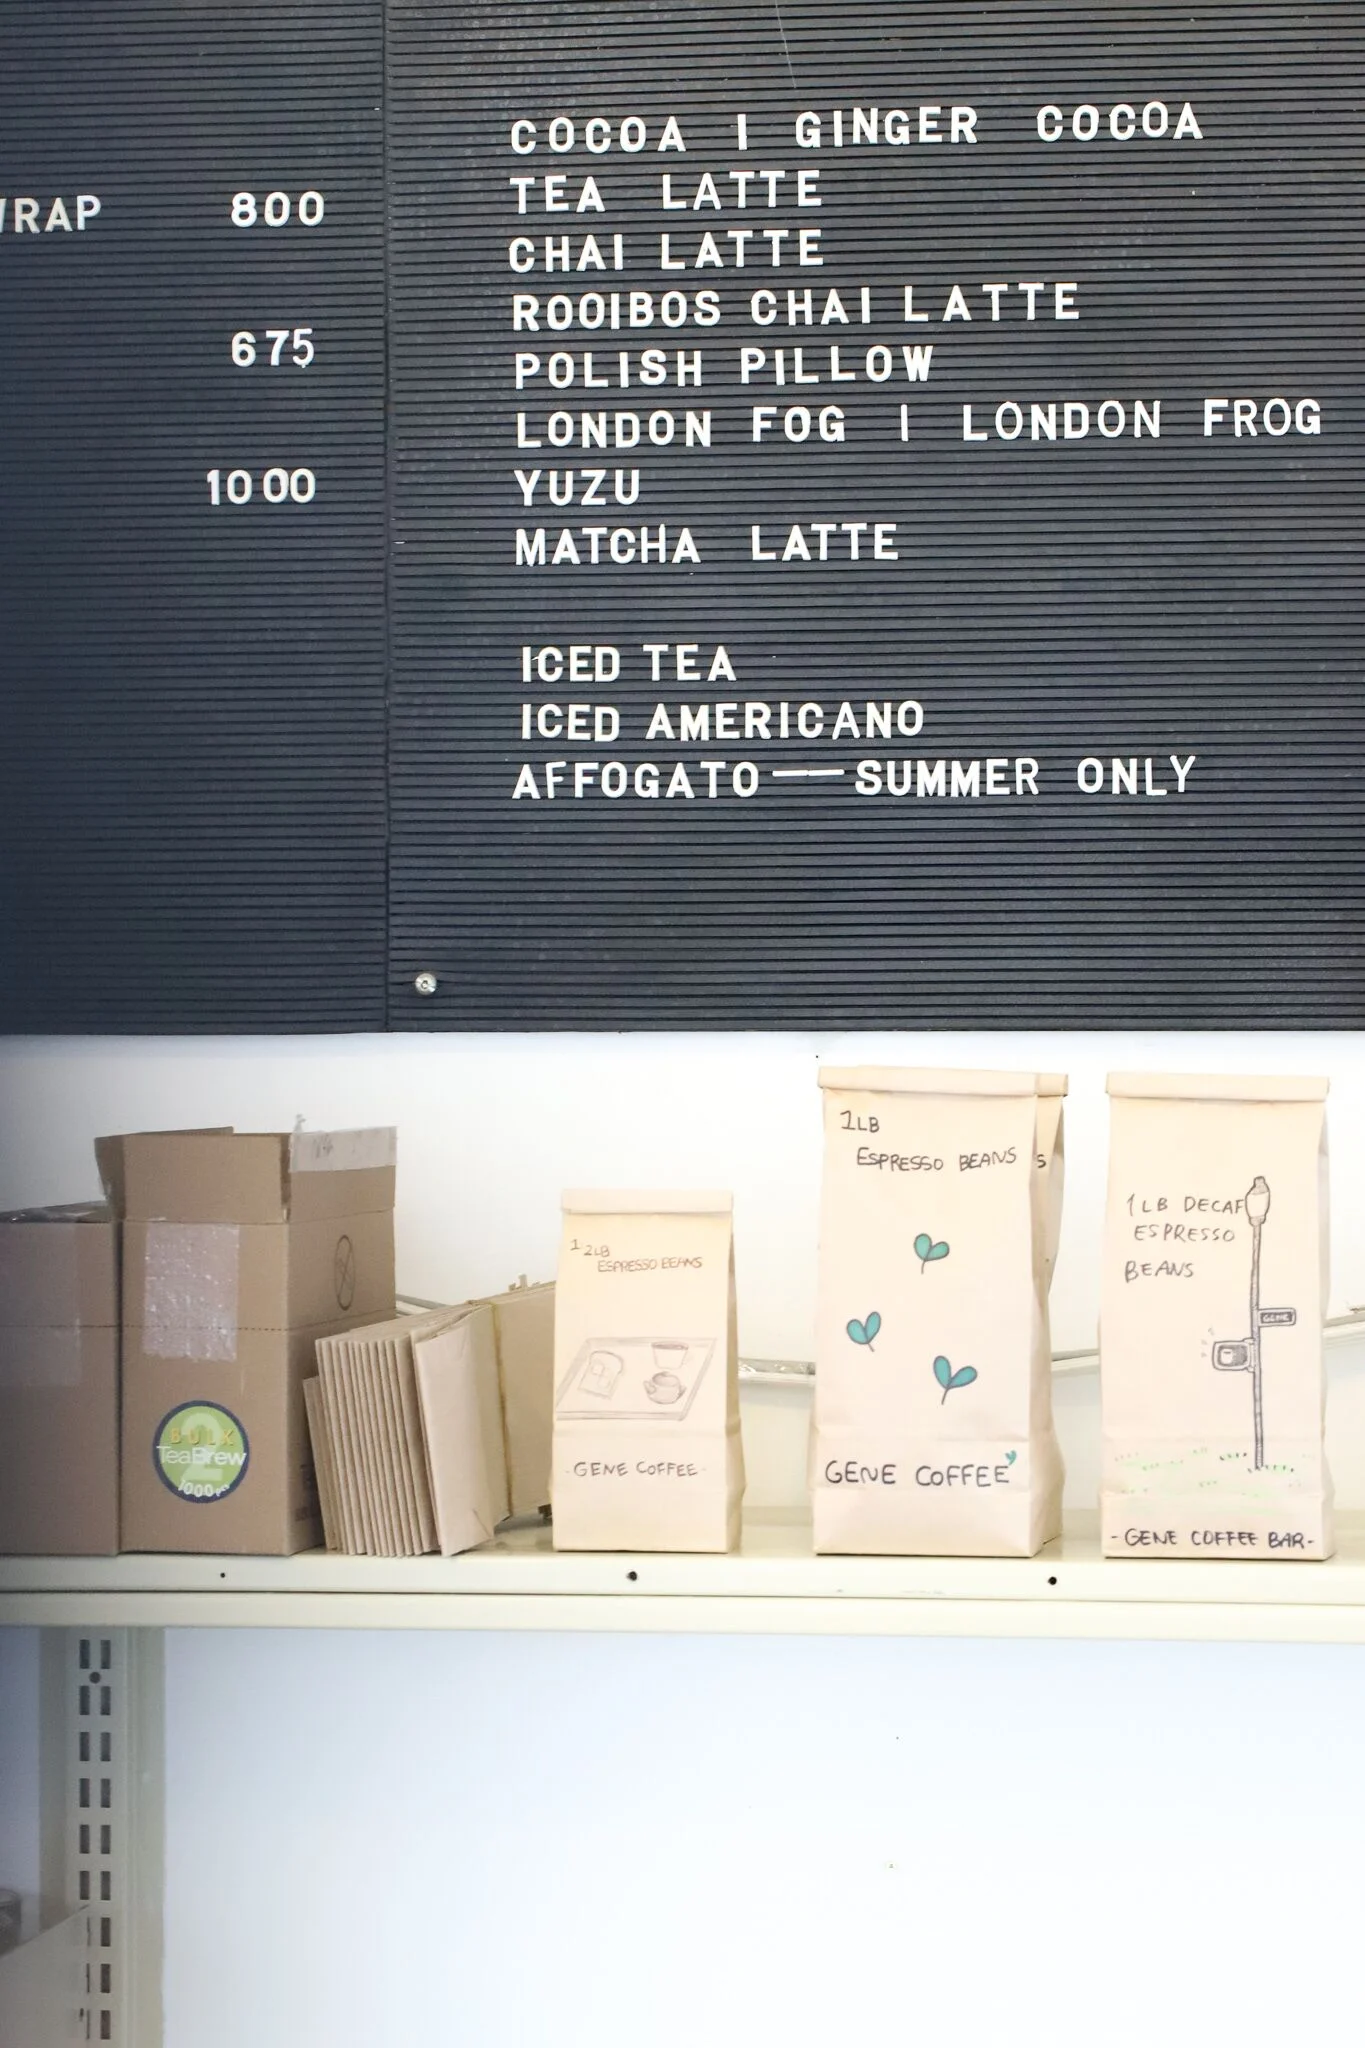 800
675
1000
COCOA | GINGER COCOA
TEA LATTE
CHAI LATTE
ROOIBOS CHAI LATTE
POLISH PILLOW
LONDON FOG | LONDON FROG
YUZU
MATCHA LATTE
ICED TEA
ICED AMERICANO
AFFOGATO — SUMMER ONLY
BULK
2
TeaBrew
1 2LB
ESPRESSO BEANS
-GENE COFFEE-
1LB
ESPRESSO BEANS
GENE COFFEE
S
1LB DECAF
ESPRESSO
BEANS
GENE
-GENE COFFEE BAR-